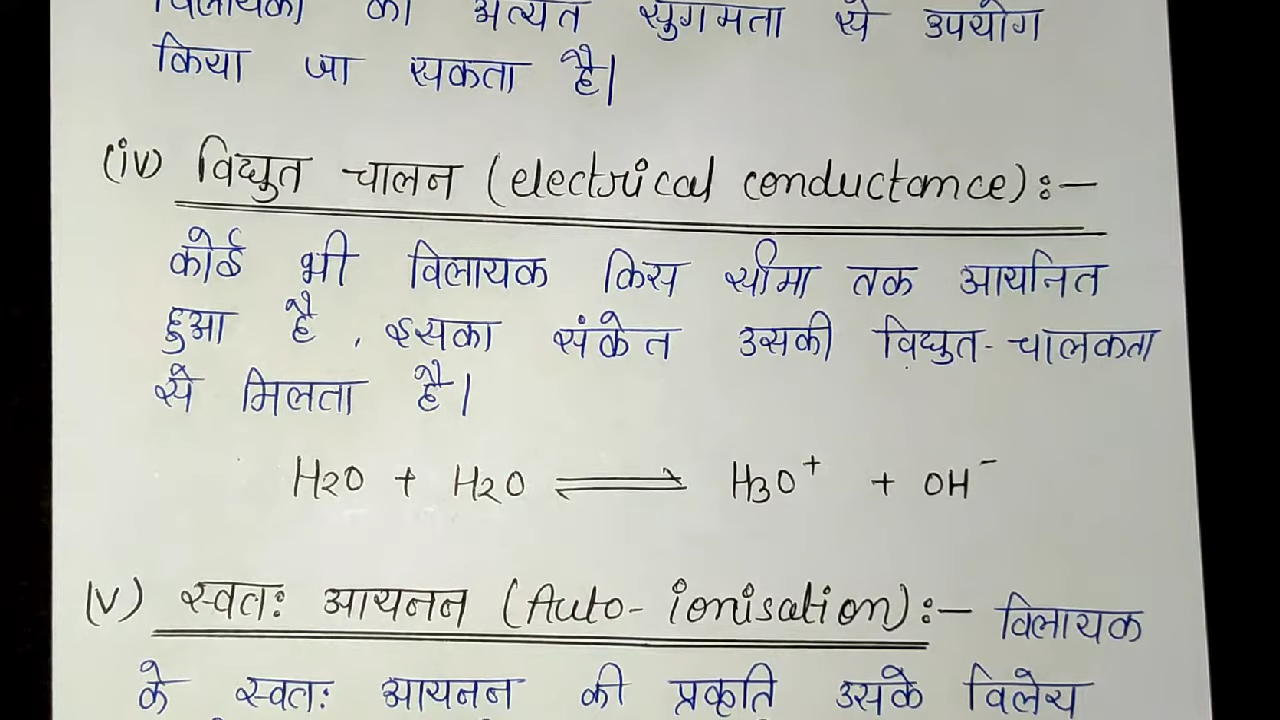 विलायकों का अत्यंत सुगमता से उपयोग
किया जा सकता है।
(iv) विद्युत चालन (electrical conductance):-
कोई भी विलायक किस सीमा तक आयनित
हुआ है, इसका संकेत उसकी विद्युत-चालकता
से मिलता है।
H2O + H2O ⇌ H3O⁺ + OH⁻
(v) स्वतः आयनन (Auto-ionisation):- विलायक
के स्वतः आयनन की प्रकृति उसके विलेय